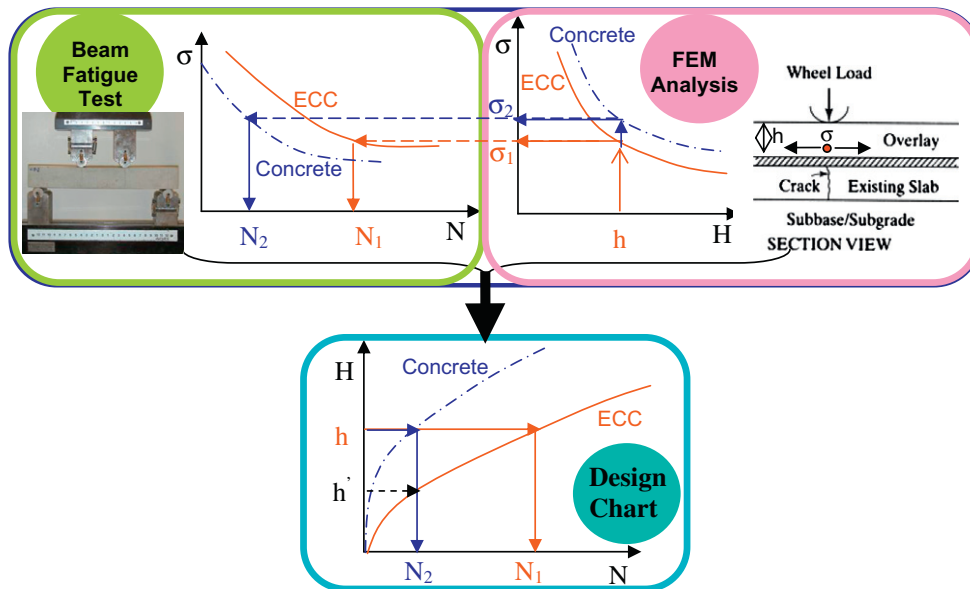 Beam
Fatigue
Test
σ
ECC
Concrete
N₂
N₁
N
σ
Concrete
ECC
σ₂
σ₁
h
H
FEM
Analysis
Wheel Load
h
σ
Overlay
Crack
Existing Slab
Subbase/Subgrade
SECTION VIEW
H
Concrete
ECC
h
h'
N₂
N₁
N
Design
Chart